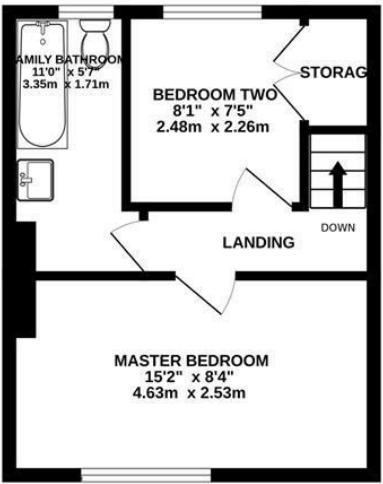 AMILY BATHROOM
11'0" x 5'7"
3.35m x 1.71m
STORAG
BEDROOM TWO
8'1" x 7'5"
2.48m x 2.26m
DOWN
LANDING
MASTER BEDROOM
15'2" x 8'4"
4.63m x 2.53m